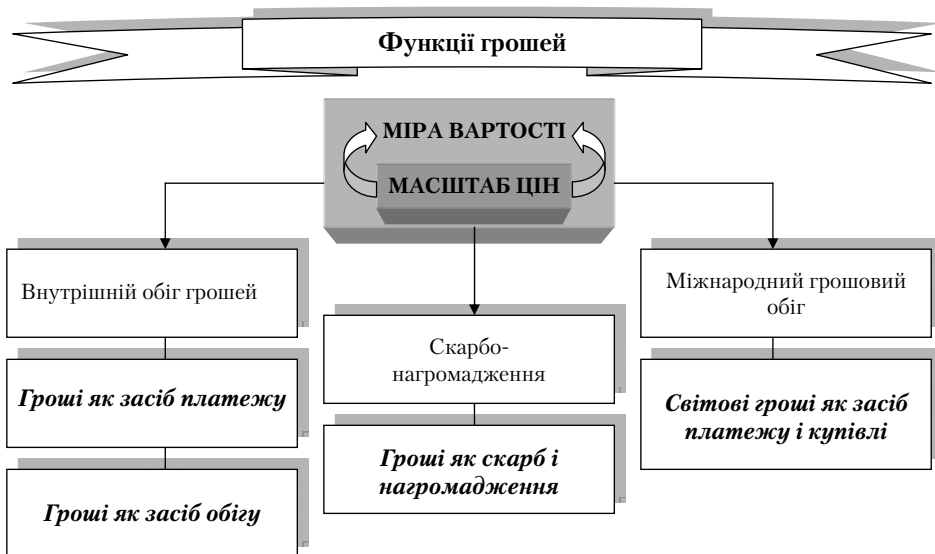 Функції грошей
МІРА ВАРТОСТІ
МАСШТАБ ЦІН
Внутрішній обіг грошей
Гроші як засіб платежу
Гроші як засіб обігу
Скарбо-
нагромадження
Гроші як скарб і
нагромадження
Міжнародний грошовий
обіг
Світові гроші як засіб
платежу і купівлі